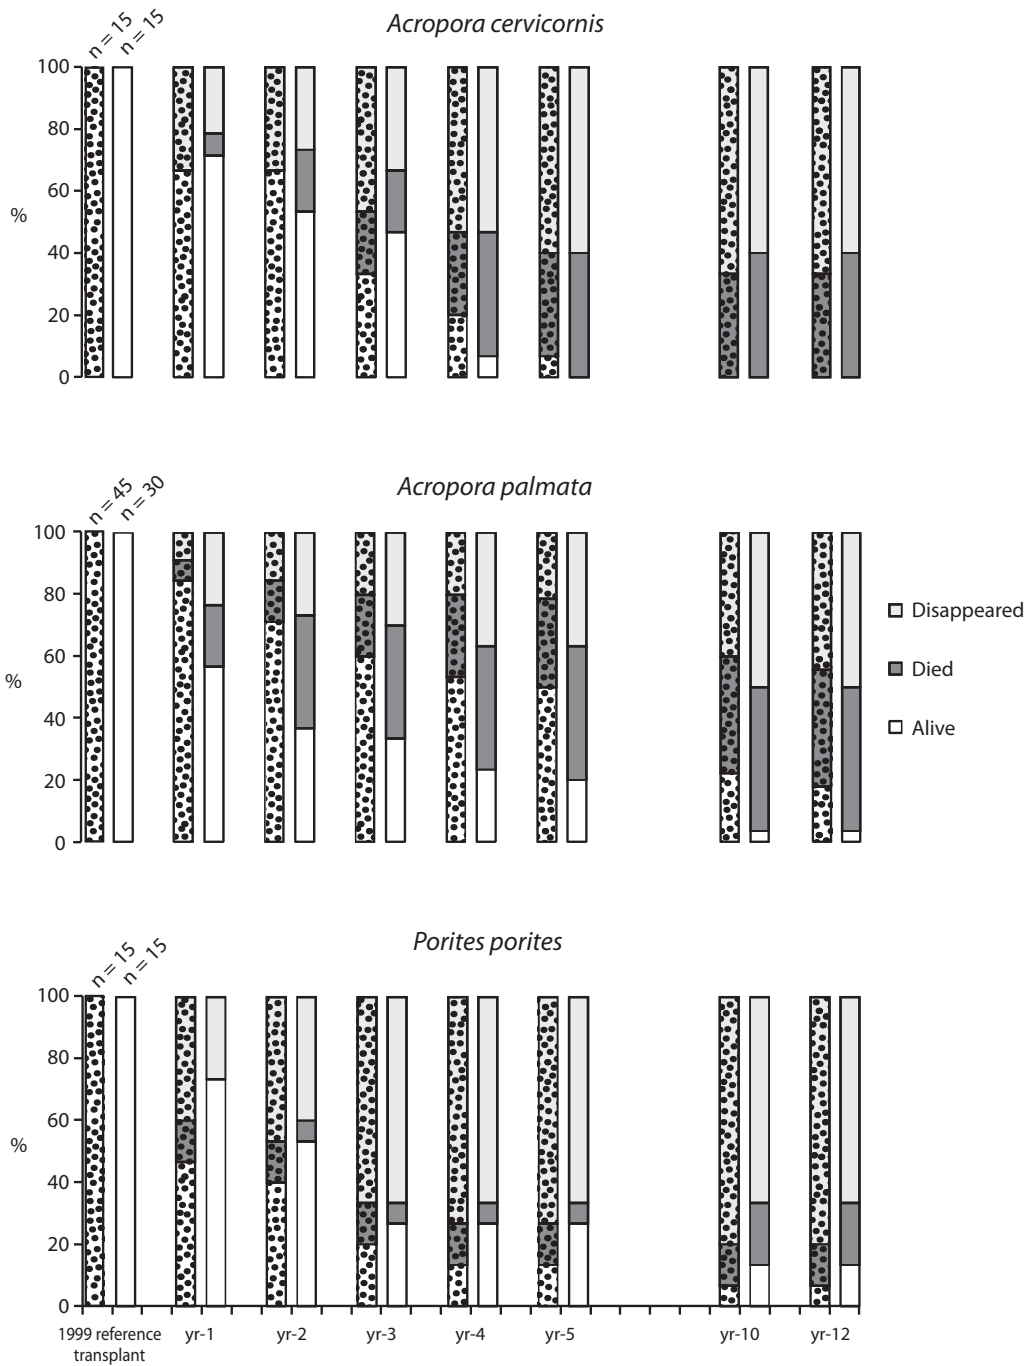 Acropora cervicornis
n = 15
n = 15
100
80
60
%
40
20
0
Acropora palmata
n = 45
n = 30
100
80
60
%
40
20
0
Disappeared
Died
Alive
Porites porites
n = 15
n = 15
100
80
60
%
40
20
0
1999 reference
transplant
yr-1
yr-2
yr-3
yr-4
yr-5
yr-10
yr-12